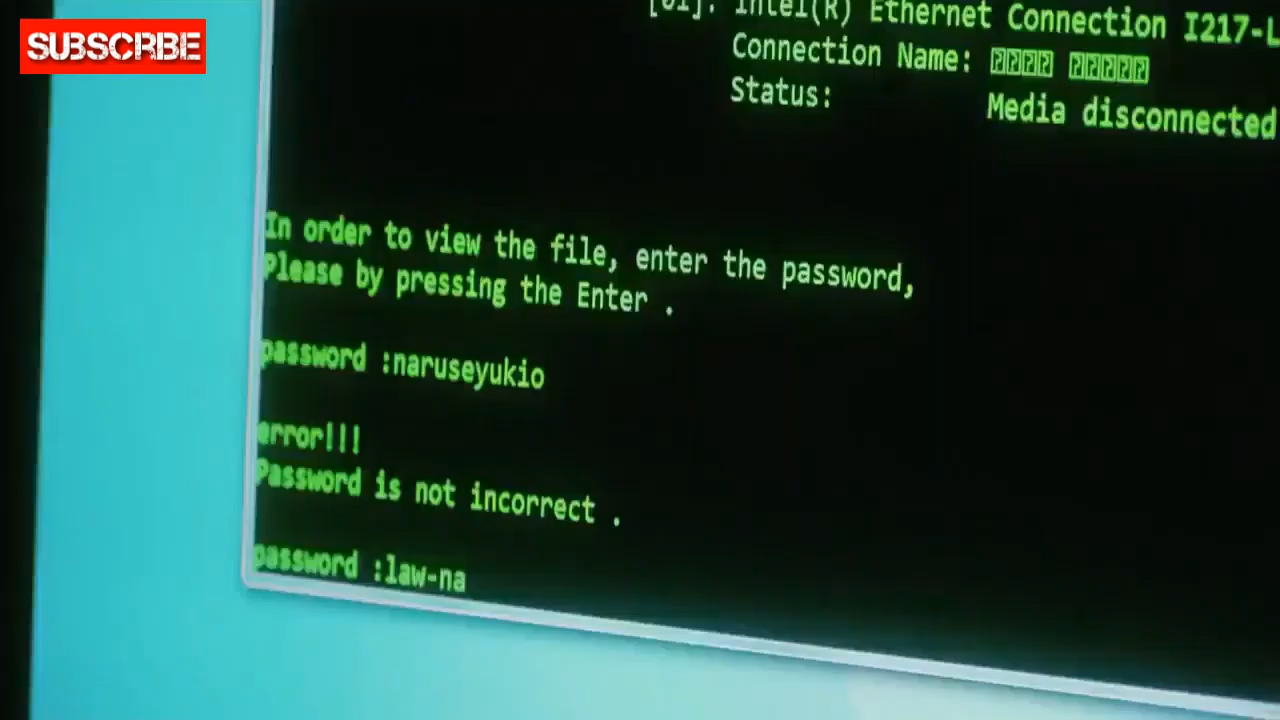 SUBSCRBE
[01]: Intel(R) Ethernet Connection I217-L
Connection Name:
Status: Media disconnected
In order to view the file, enter the password,
Please by pressing the Enter .
password :naruseyukio
error!!!
Password is not incorrect .
password :law-na